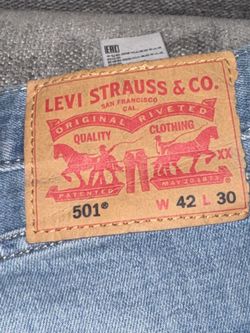 LEVI STRAUSS & CO.
SAN FRANCISCO
CAL.
ORIGINAL RIVETED
QUALITY CLOTHING
XX
PATENTED MAY 20 1873
501® W 42 L 30